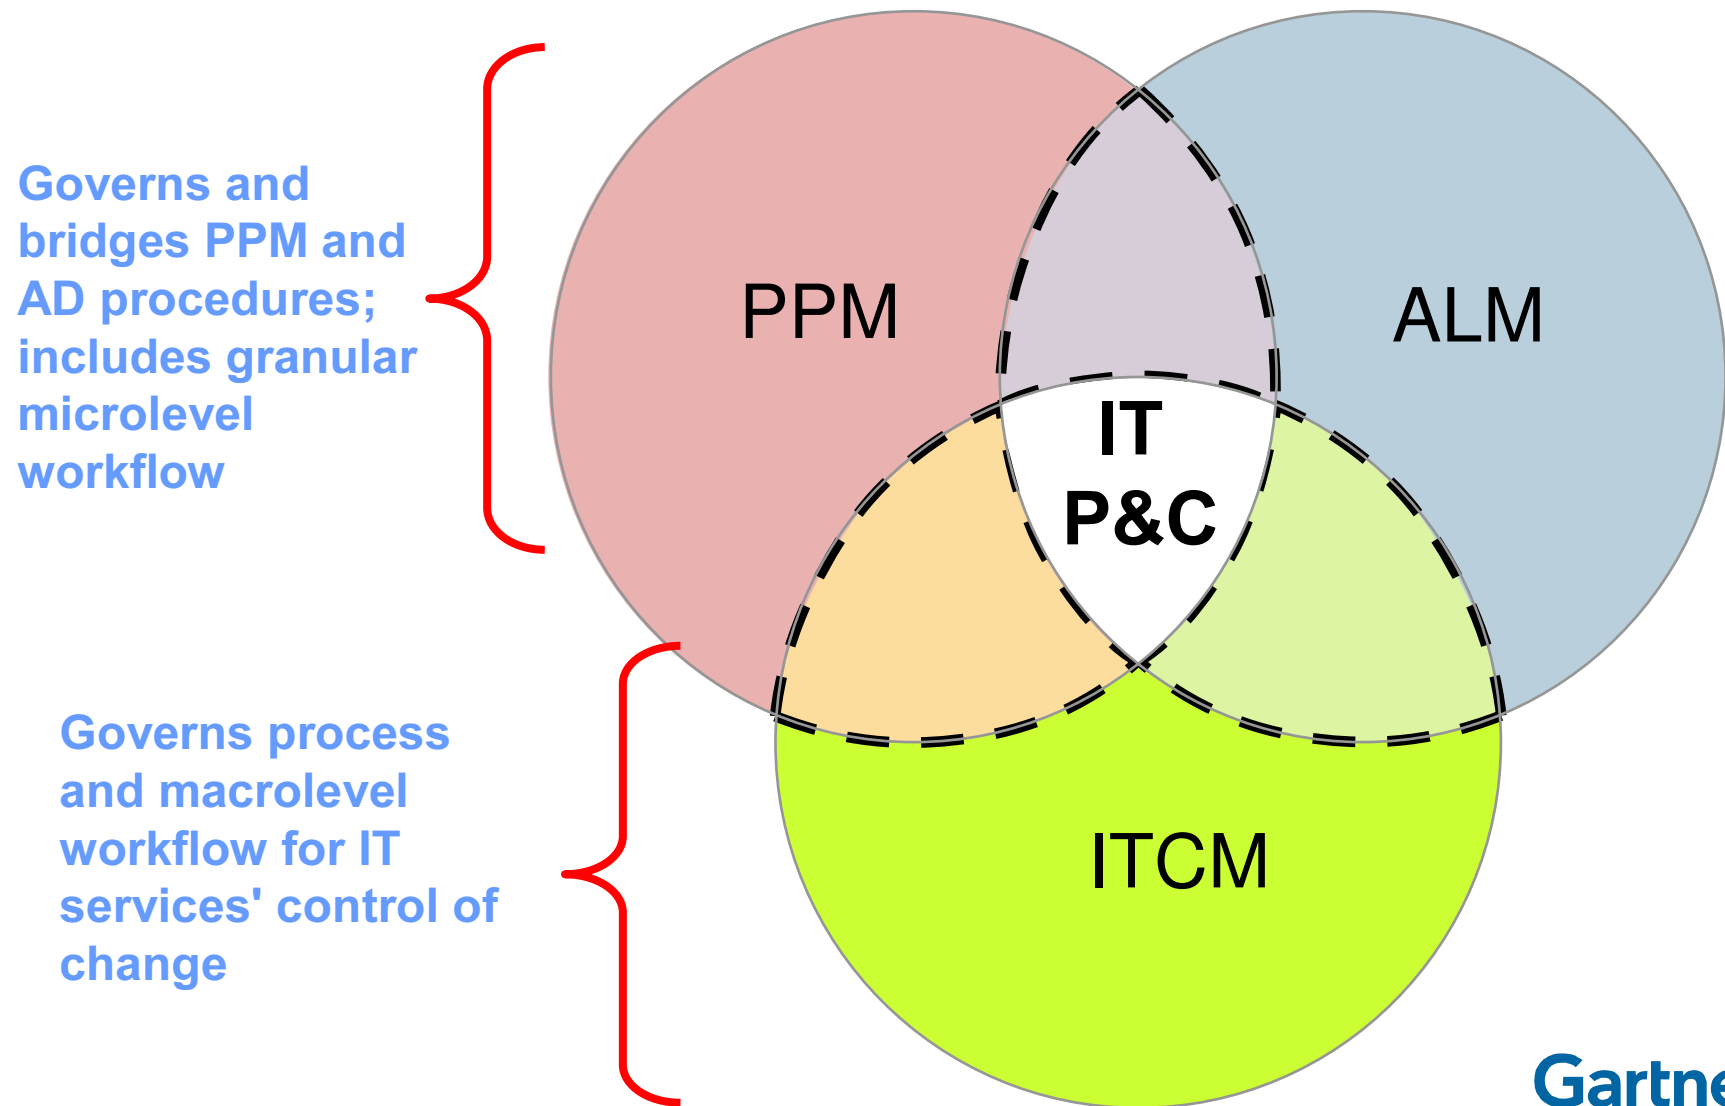 Governs and
bridges PPM and
AD procedures;
includes granular
microlevel
workflow
PPM
ALM
IT
P&C
Governs process
and macrolevel
workflow for IT
services' control of
change
ITCM
Gartne